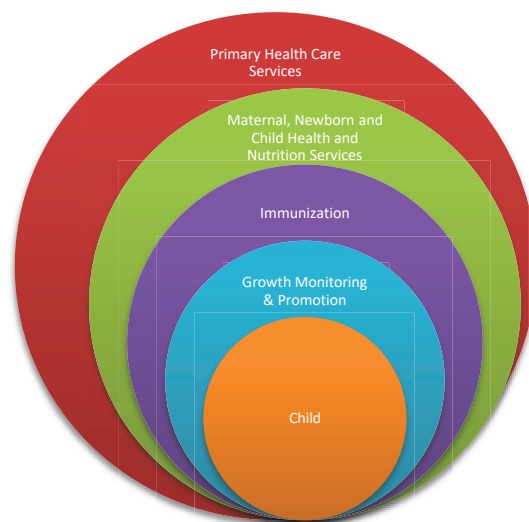 Primary Health Care
Services
Maternal, Newborn and
Child Health and
Nutrition Services
Immunization
Growth Monitoring
& Promotion
Child